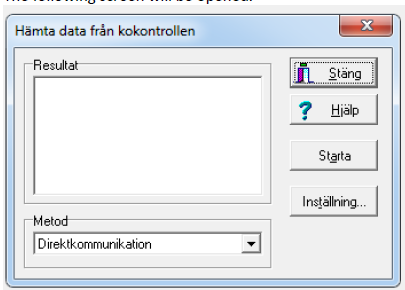 The following screen will be opened.
Hämta data från kokontrollen
Resultat
Stäng
Hjälp
Starta
Inställning...
Metod
Direktkommunikation